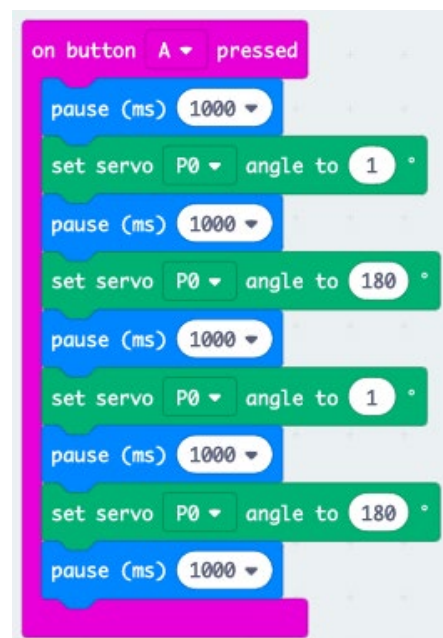 on button A pressed
pause (ms) 1000
set servo P0 angle to 1 °
pause (ms) 1000
set servo P0 angle to 180 °
pause (ms) 1000
set servo P0 angle to 1 °
pause (ms) 1000
set servo P0 angle to 180 °
pause (ms) 1000